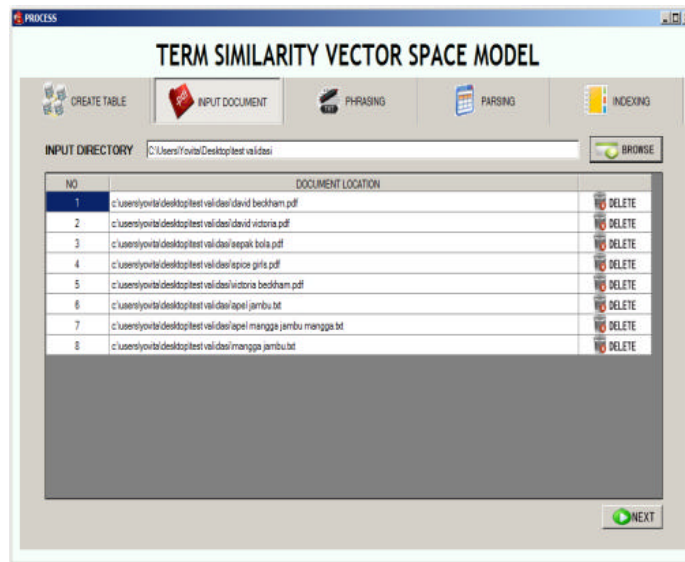 PROCESS
TERM SIMILARITY VECTOR SPACE MODEL
CREATE TABLE INPUT DOCUMENT PHRASING PARSING INDEXING
INPUT DIRECTORY C:\Users\Yovita\Desktop\test validasi BROWSE
NO DOCUMENT LOCATION
1 c:\users\yovita\desktop\test validasi\david beckham.pdf DELETE
2 c:\users\yovita\desktop\test validasi\david victoria.pdf DELETE
3 c:\users\yovita\desktop\test validasi\sepak bola.pdf DELETE
4 c:\users\yovita\desktop\test validasi\spice girls.pdf DELETE
5 c:\users\yovita\desktop\test validasi\victoria beckham.pdf DELETE
6 c:\users\yovita\desktop\test validasi\apel jambu.txt DELETE
7 c:\users\yovita\desktop\test validasi\apel mangga jambu mangga.txt DELETE
8 c:\users\yovita\desktop\test validasi\mangga jambu.txt DELETE
NEXT